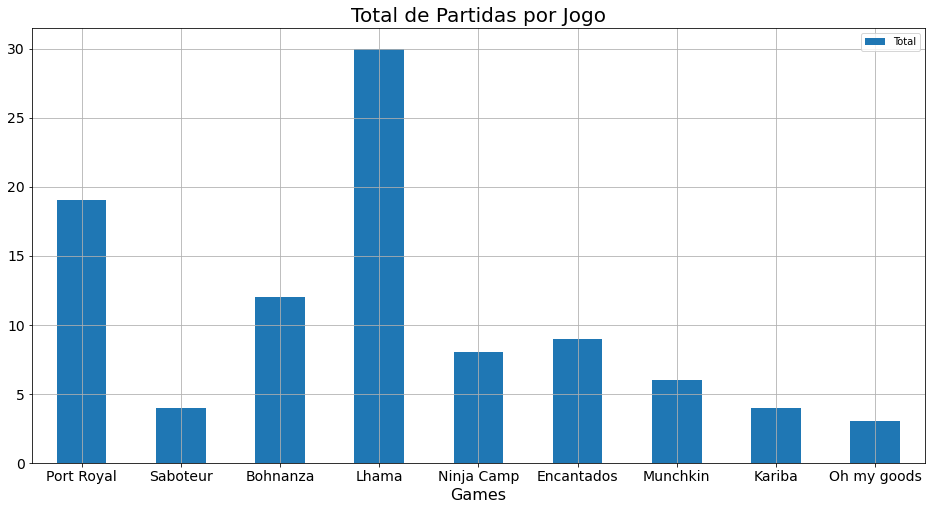 Total de Partidas por Jogo
Total
30
25
20
15
10
5
0
Port Royal
Saboteur
Bohnanza
Lhama
Ninja Camp
Encantados
Munchkin
Kariba
Oh my goods
Games